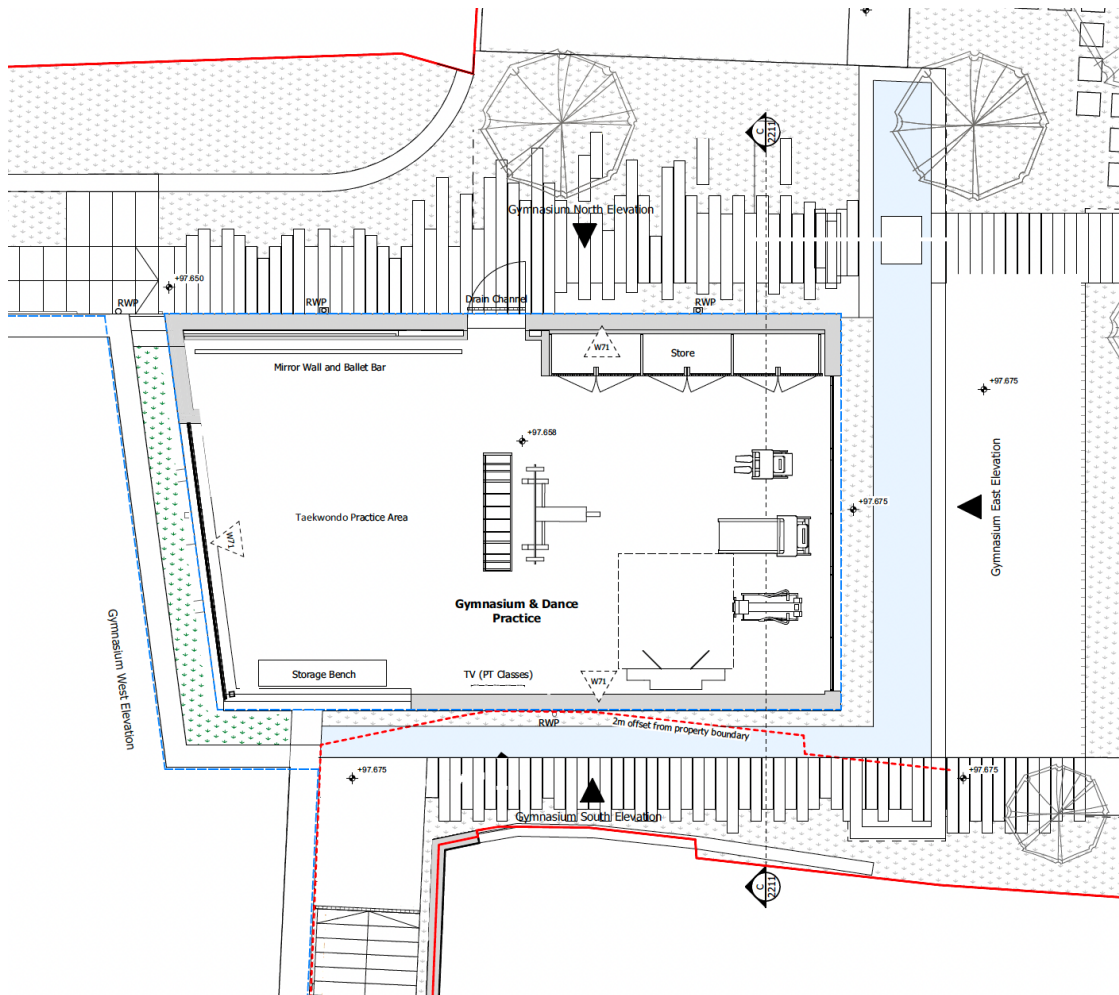 C
2211
Gymnasium North Elevation
+97.650
RWP
RWP
Drain Channel
RWP
W71
Store
Mirror Wall and Ballet Bar
+97.675
+97.658
Gymnasium East Elevation
+97.675
Taekwondo Practice Area
W71
Gymnasium & Dance
Practice
Gymnasium West Elevation
Storage Bench
TV (PT Classes)
W71
RWP
2m offset from property boundary
+97.675
+97.675
Gymnasium South Elevation
C
2211